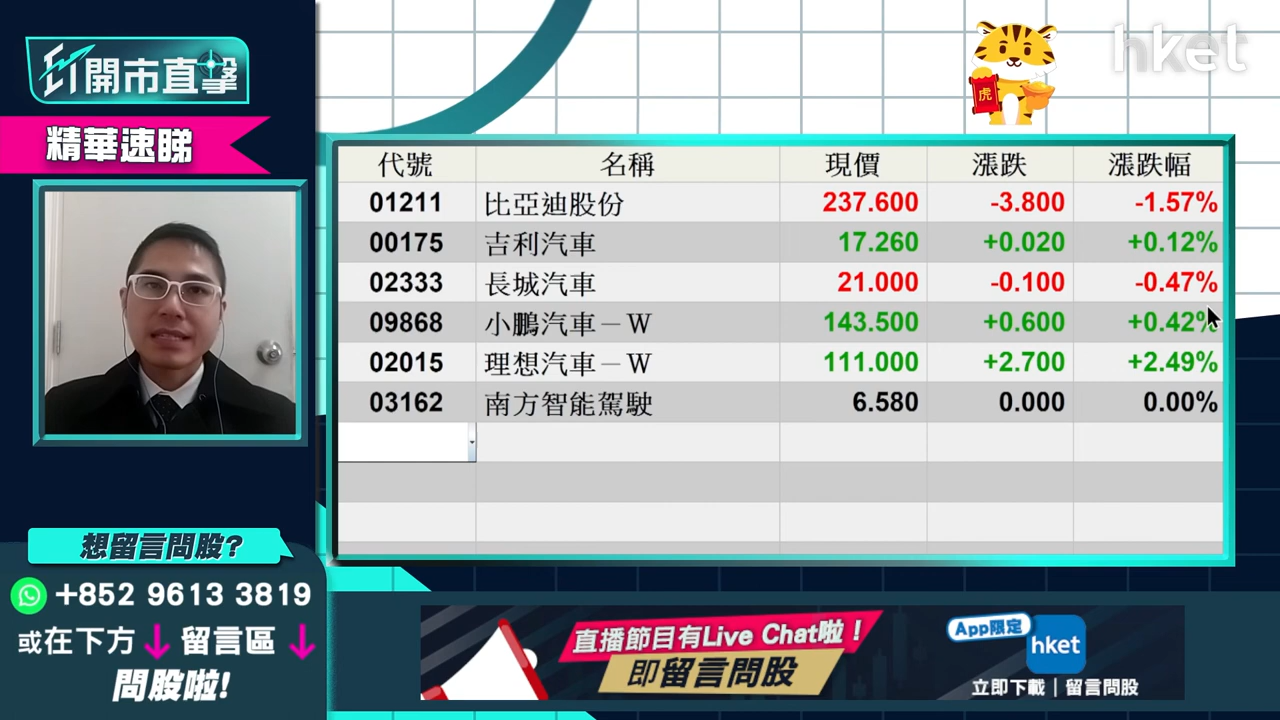 ET開市直擊
精華速睇
hket
虎
代號 名稱 現價 漲跌 漲跌幅
01211 比亞迪股份 237.600 -3.800 -1.57%
00175 吉利汽車 17.260 +0.020 +0.12%
02333 長城汽車 21.000 -0.100 -0.47%
09868 小鵬汽車－W 143.500 +0.600 +0.42%
02015 理想汽車－W 111.000 +2.700 +2.49%
03162 南方智能駕駛 6.580 0.000 0.00%
想留言問股?
+852 9613 3819
或在下方↓留言區↓
問股啦!
直播節目有Live Chat啦！
即留言問股
App限定
hket
立即下載｜留言問股